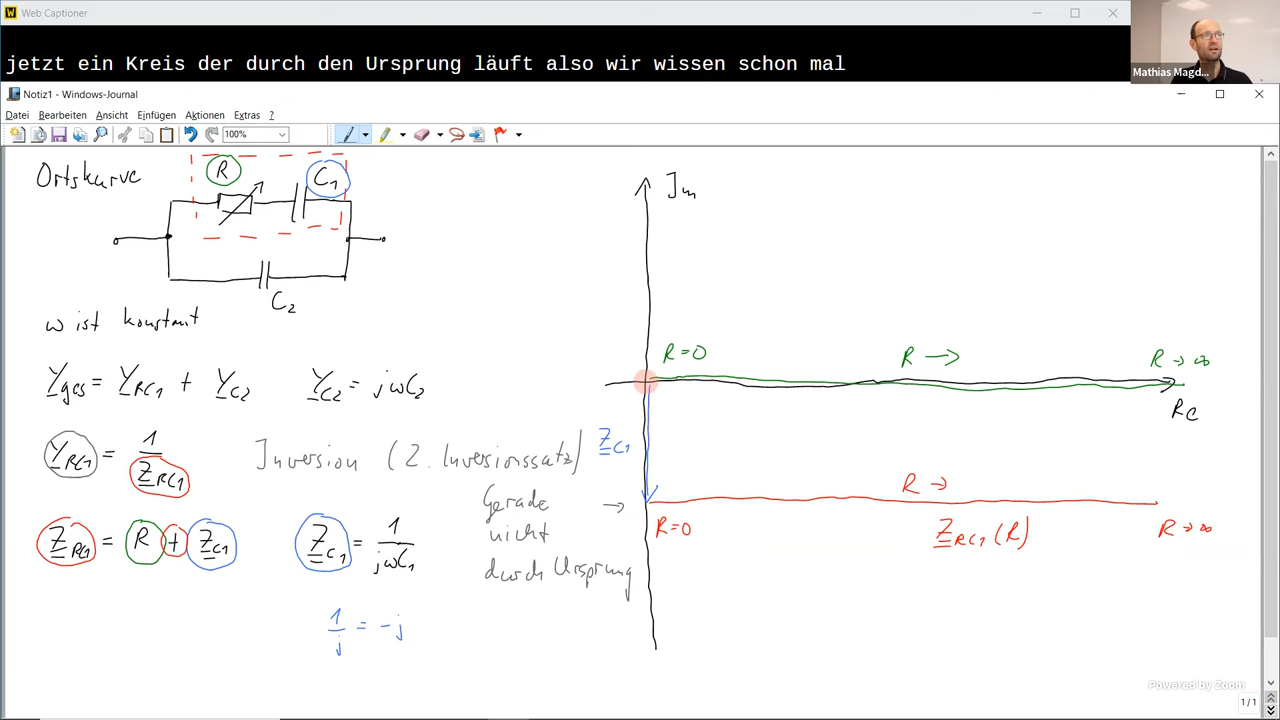 Web Captioner
jetzt ein Kreis der durch den Ursprung läuft also wir wissen schon mal
Mathias Magd...
Notiz1 - Windows-Journal
Datei Bearbeiten Ansicht Einfügen Aktionen Extras ?
100%
Ortskurve
R
C1
C2
ω ist konstant
Yges = YRC1 + YC2
YC2 = jωC2
YRC1 = 1/ZRC1
Inversion (2. Inversionssatz)
Gerade →
nicht
durch Ursprung
ZRC1 = R + ZC1
ZC1 = 1/jωC1
1/j = -j
Im
R=0
R →
R → ∞
Re
ZC1
R →
R=0
ZRC1 (R)
R → ∞
Powered by Zoom
1 / 1